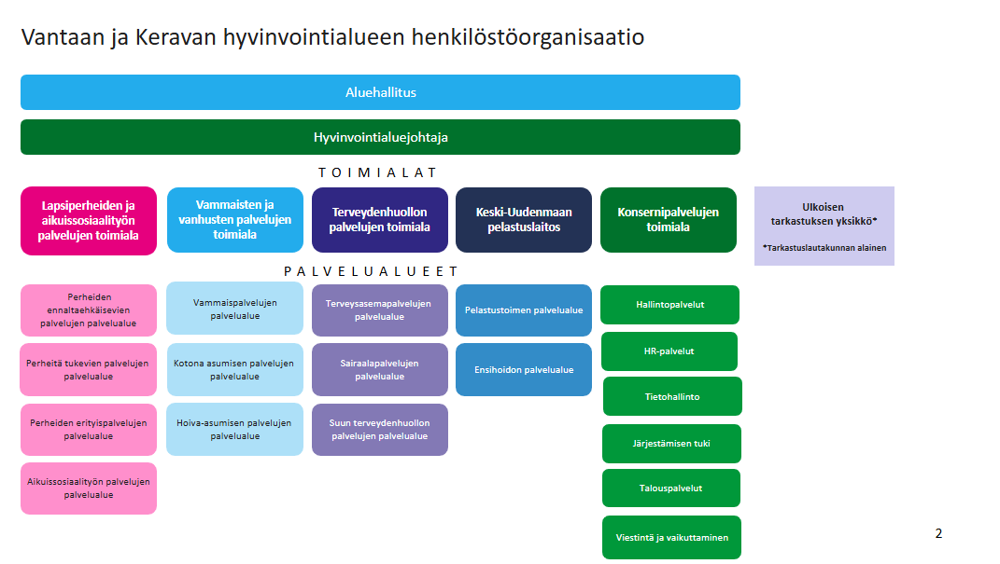 Vantaan ja Keravan hyvinvointialueen henkilöstöorganisaatio
Aluehallitus
Hyvinvointialuejohtaja
TOIMIALAT
Lapsiperheiden ja
aikuissosiaalityön
palvelujen toimiala
Vammaisten ja
vanhusten palvelujen
toimiala
Terveydenhuollon
palvelujen toimiala
Keski-Uudenmaan
pelastuslaitos
Konsernipalvelujen
toimiala
Ulkoisen
tarkastuksen yksikkö*
*Tarkastuslautakunnan alainen
PALVELUALUEET
Perheiden
ennaltaehkäisevien
palvelujen palvelualue
Perheitä tukevien palvelujen
palvelualue
Perheiden erityispalvelujen
palvelualue
Aikuissosiaalityön palvelujen
palvelualue
Vammaispalvelujen
palvelualue
Kotona asumisen palvelujen
palvelualue
Hoiva-asumisen palvelujen
palvelualue
Terveysasemapalvelujen
palvelualue
Sairaalapalvelujen
palvelualue
Suun terveydenhuollon
palvelujen palvelualue
Pelastustoimen palvelualue
Ensihoidon palvelualue
Hallintopalvelut
HR-palvelut
Tietohallinto
Järjestämisen tuki
Talouspalvelut
Viestintä ja vaikuttaminen
2